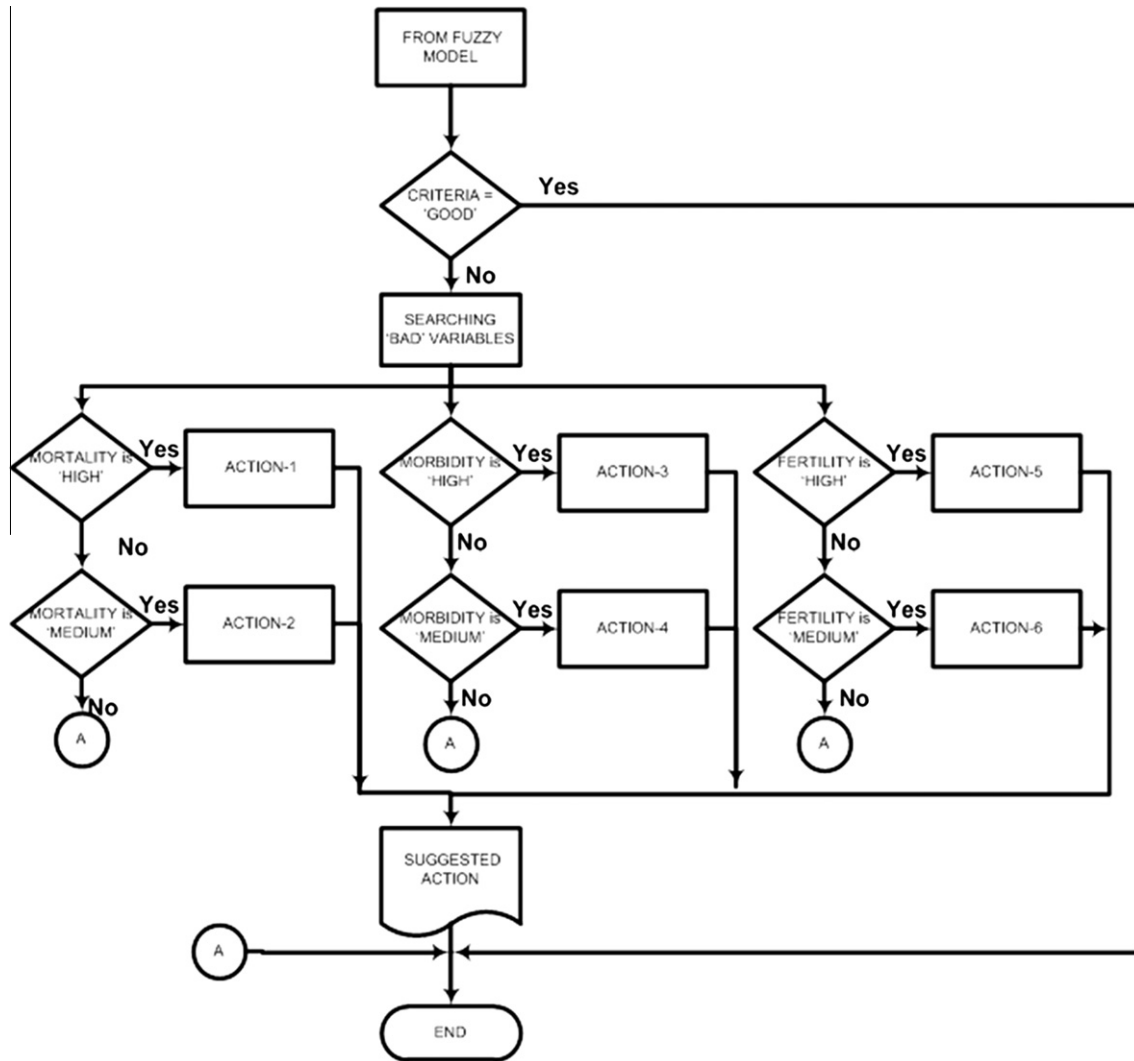 FROM FUZZY
MODEL
CRITERIA =
'GOOD'
Yes
No
SEARCHING
'BAD' VARIABLES
MORTALITY is
'HIGH'
Yes
ACTION-1
No
MORTALITY is
'MEDIUM'
Yes
ACTION-2
No
A
MORBIDITY is
'HIGH'
Yes
ACTION-3
No
MORBIDITY is
'MEDIUM'
Yes
ACTION-4
No
A
FERTILITY is
'HIGH'
Yes
ACTION-5
No
FERTILITY is
'MEDIUM'
Yes
ACTION-6
No
A
SUGGESTED
ACTION
A
END